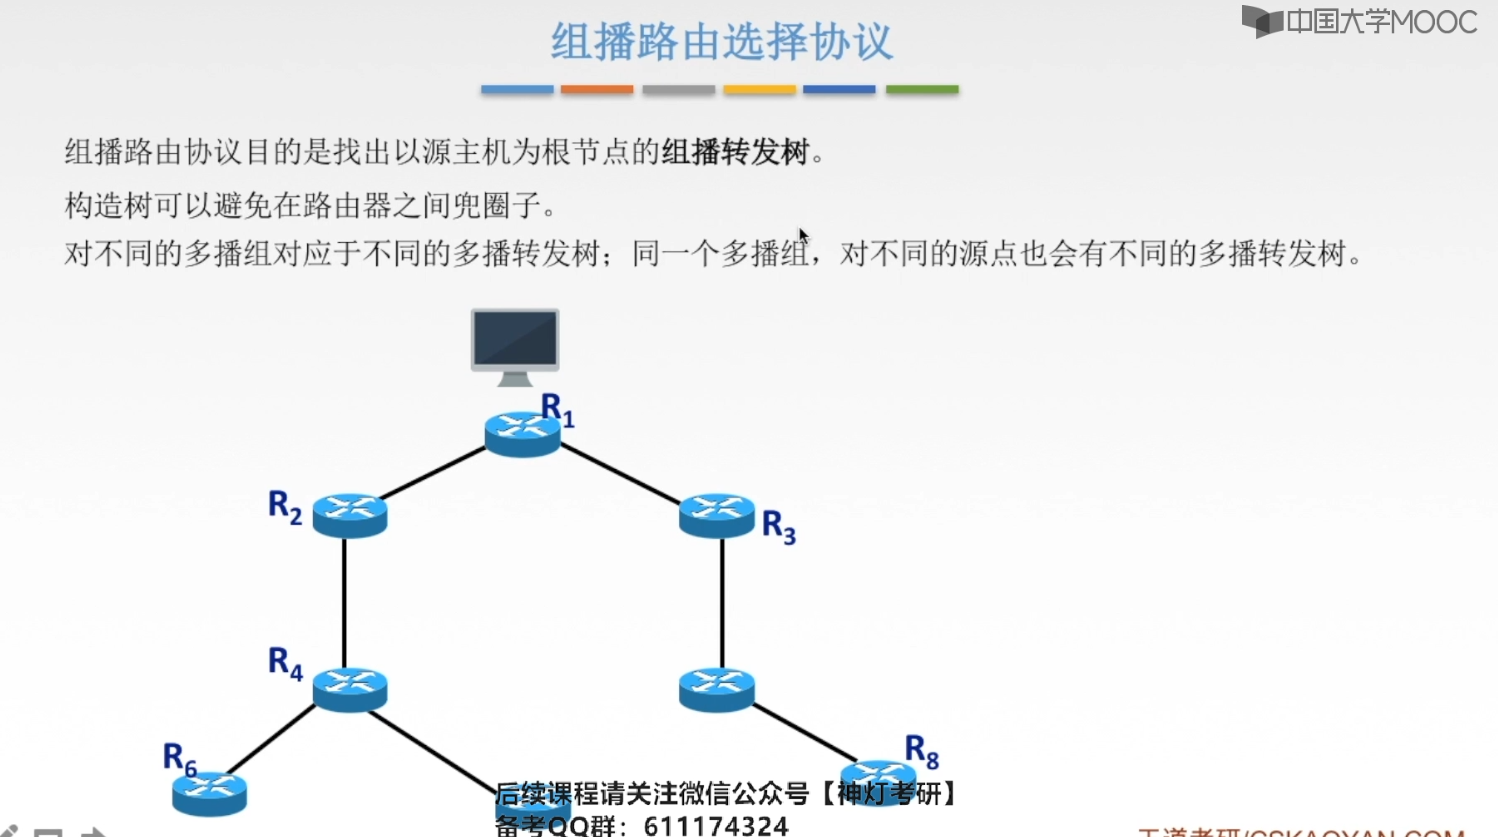 组播路由选择协议
中国大学MOOC
组播路由协议目的是找出以源主机为根节点的组播转发树。
构造树可以避免在路由器之间兜圈子。
对不同的多播组对应于不同的多播转发树；同一个多播组，对不同的源点也会有不同的多播转发树。
R1
R2
R3
R4
R6
R8
后续课程请关注微信公众号【神灯考研】
备考QQ群：611174324
王道考研/CSKAOYAN.COM